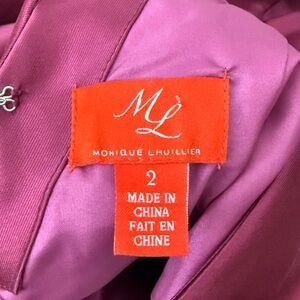 ML
MONIQUE LHUILLIER
2
MADE IN
CHINA
FAIT EN
CHINE